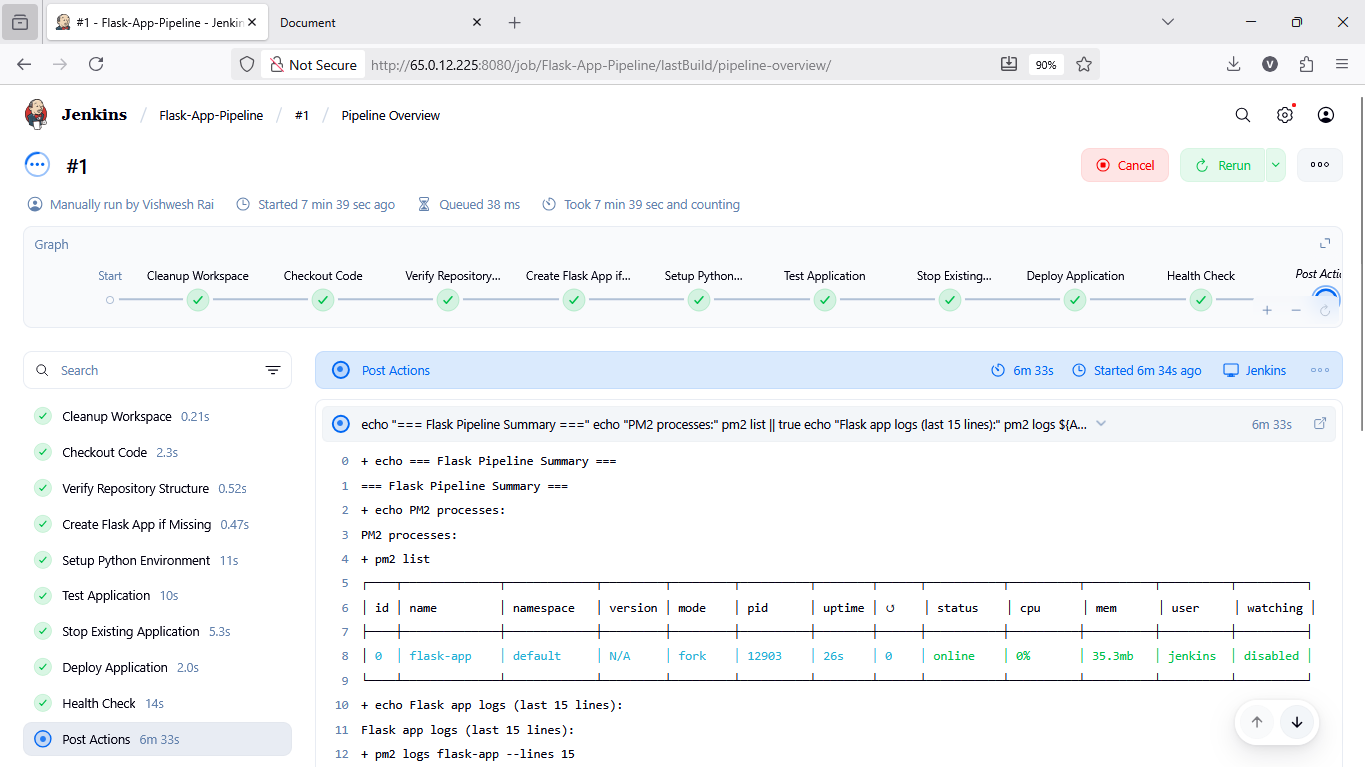 #1 - Flask-App-Pipeline - Jenkin
Document
Not Secure
http://65.0.12.225:8080/job/Flask-App-Pipeline/lastBuild/pipeline-overview/
90%
V
Jenkins / Flask-App-Pipeline / #1 / Pipeline Overview
#1
Cancel
Rerun
Manually run by Vishwesh Rai
Started 7 min 39 sec ago
Queued 38 ms
Took 7 min 39 sec and counting
Graph
Start
Cleanup Workspace
Checkout Code
Verify Repository...
Create Flask App if...
Setup Python...
Test Application
Stop Existing...
Deploy Application
Health Check
Post Actic
Search
Cleanup Workspace 0.21s
Checkout Code 2.3s
Verify Repository Structure 0.52s
Create Flask App if Missing 0.47s
Setup Python Environment 11s
Test Application 10s
Stop Existing Application 5.3s
Deploy Application 2.0s
Health Check 14s
Post Actions 6m 33s
Post Actions
6m 33s
Started 6m 34s ago
Jenkins
echo "=== Flask Pipeline Summary ===" echo "PM2 processes:" pm2 list || true echo "Flask app logs (last 15 lines):" pm2 logs ${A...
6m 33s
0 + echo === Flask Pipeline Summary ===
1 === Flask Pipeline Summary ===
2 + echo PM2 processes:
3 PM2 processes:
4 + pm2 list
5
6 │ id │ name │ namespace │ version │ mode │ pid │ uptime │ ↺ │ status │ cpu │ mem │ user │ watching │
7
8 │ 0 │ flask-app │ default │ N/A │ fork │ 12903 │ 26s │ 0 │ online │ 0% │ 35.3mb │ jenkins │ disabled │
9
10 + echo Flask app logs (last 15 lines):
11 Flask app logs (last 15 lines):
12 + pm2 logs flask-app --lines 15